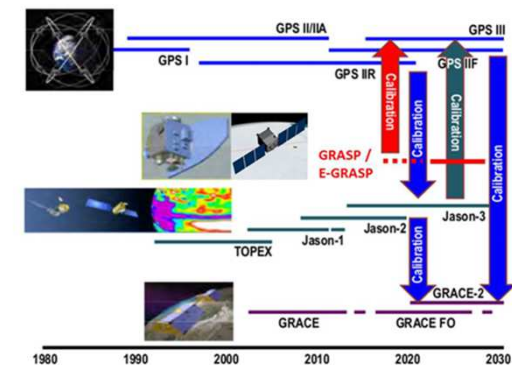 GPS II/IIA
GPS III
GPS I
GPS IIR
GPS IIF
Calibration
Calibration
Calibration
Calibration
GRASP /
E-GRASP
Jason-3
Jason-2
Jason-1
TOPEX
Calibration
GRACE-2
GRACE
GRACE FO
1980
1990
2000
2010
2020
2030